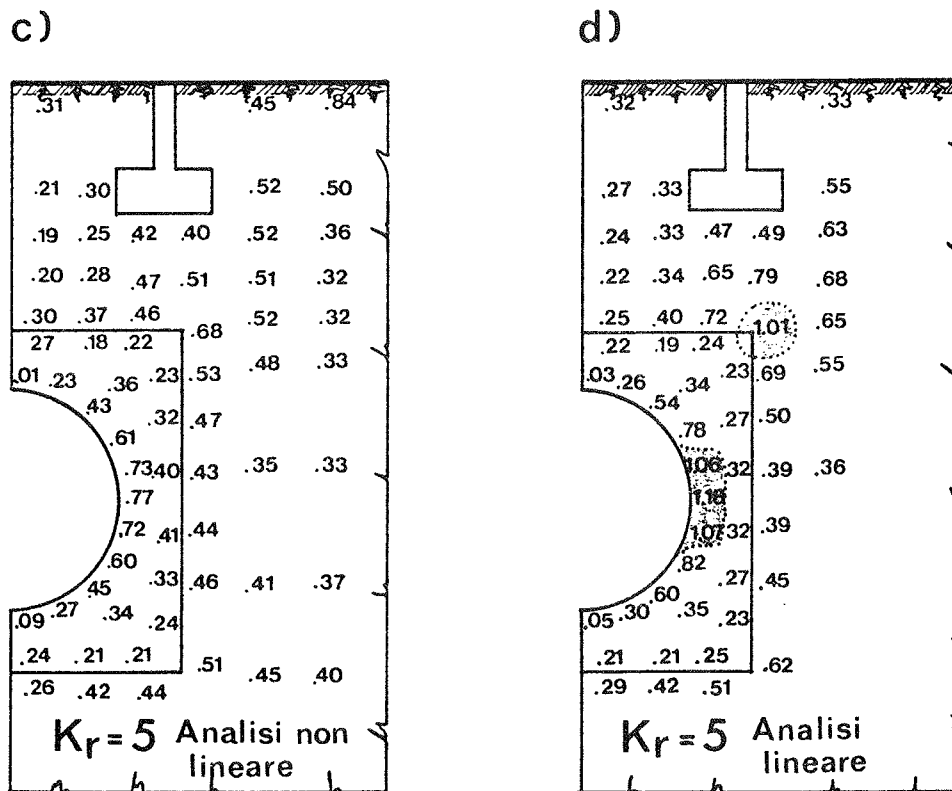 c)
.31 .45 .84
.21 .30 .52 .50
.19 .25 .42 .40 .52 .36
.20 .28 .47 .51 .51 .32
.30 .37 .46 .68 .52 .32
27 .18 .22
.01 .23 .36 .23 .53 .48 .33
.43 .32 .47
.61
.73 .40 .43 .35 .33
.77
.72 .41 .44
.60
.45 .33 .46 .41 .37
.09 .27 .34 .24
.24 .21 .21 .51 .45 .40
.26 .42 .44
Kr = 5 Analisi non
lineare
d)
.32 .33
.27 .33 .55
.24 .33 .47 .49 .63
.22 .34 .65 .79 .68
.25 .40 .72 1.01 .65
.22 .19 .24
.03 .26 .34 .23 .69 .55
.54 .27 .50
.78
1.06 .32 .39 .36
1.18
1.07 .32 .39
.82
.60 .27 .45
.05 .30 .35 .23
.21 .21 .25 .62
.29 .42 .51
Kr = 5 Analisi
lineare